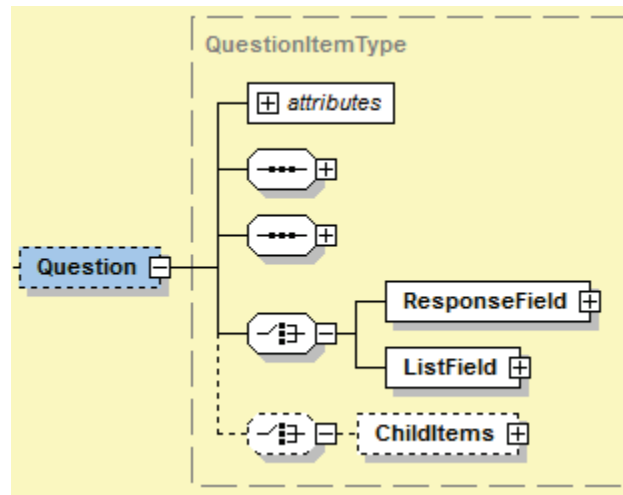 QuestionItemType
attributes
Question
ResponseField
ListField
ChildItems